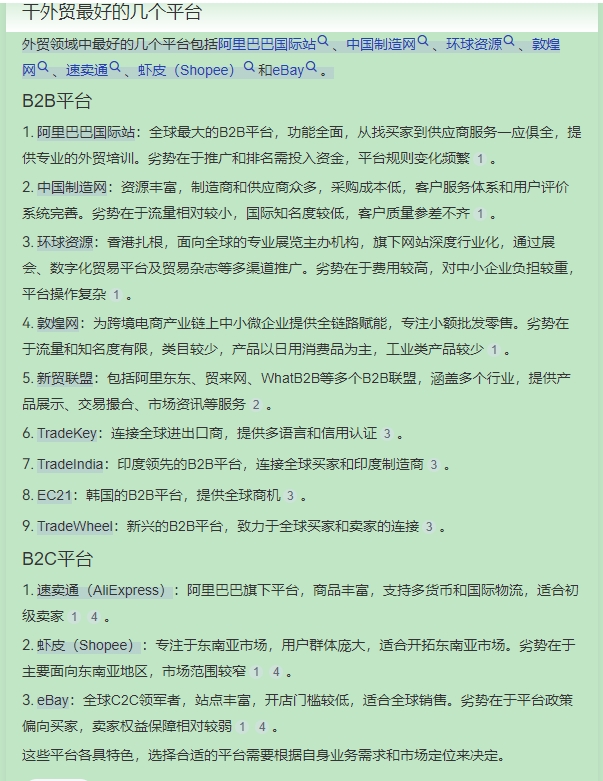 干外贸最好的几个平台
外贸领域中最好的几个平台包括阿里巴巴国际站、中国制造网、环球资源、敦煌
网、速卖通、虾皮（Shopee）和eBay。
B2B平台
1. 阿里巴巴国际站：全球最大的B2B平台，功能全面，从找买家到供应商服务一应俱全，提
供专业的外贸培训。劣势在于推广和排名需投入资金，平台规则变化频繁 1 。
2. 中国制造网：资源丰富，制造商和供应商众多，采购成本低，客户服务体系和用户评价
系统完善。劣势在于流量相对较小，国际知名度较低，客户质量参差不齐 1 。
3. 环球资源：香港扎根，面向全球的专业展览主办机构，旗下网站深度行业化，通过展
会、数字化贸易平台及贸易杂志等多渠道推广。劣势在于费用较高，对中小企业负担较重，
平台操作复杂 1 。
4. 敦煌网：为跨境电商产业链上中小微企业提供全链路赋能，专注小额批发零售。劣势在
于流量和知名度有限，类目较少，产品以日用消费品为主，工业类产品较少 1 。
5. 新贸联盟：包括阿里东东、贸来网、WhatB2B等多个B2B联盟，涵盖多个行业，提供产
品展示、交易撮合、市场资讯等服务 2 。
6. TradeKey：连接全球进出口商，提供多语言和信用认证 3 。
7. TradeIndia：印度领先的B2B平台，连接全球买家和印度制造商 3 。
8. EC21：韩国的B2B平台，提供全球商机 3 。
9. TradeWheel：新兴的B2B平台，致力于全球买家和卖家的连接 3 。
B2C平台
1. 速卖通（AliExpress）：阿里巴巴旗下平台，商品丰富，支持多货币和国际物流，适合初
级卖家 1 4 。
2. 虾皮（Shopee）：专注于东南亚市场，用户群体庞大，适合开拓东南亚市场。劣势在于
主要面向东南亚地区，市场范围较窄 1 4 。
3. eBay：全球C2C领军者，站点丰富，开店门槛较低，适合全球销售。劣势在于平台政策
偏向买家，卖家权益保障相对较弱 1 4 。
这些平台各具特色，选择合适的平台需要根据自身业务需求和市场定位来决定。